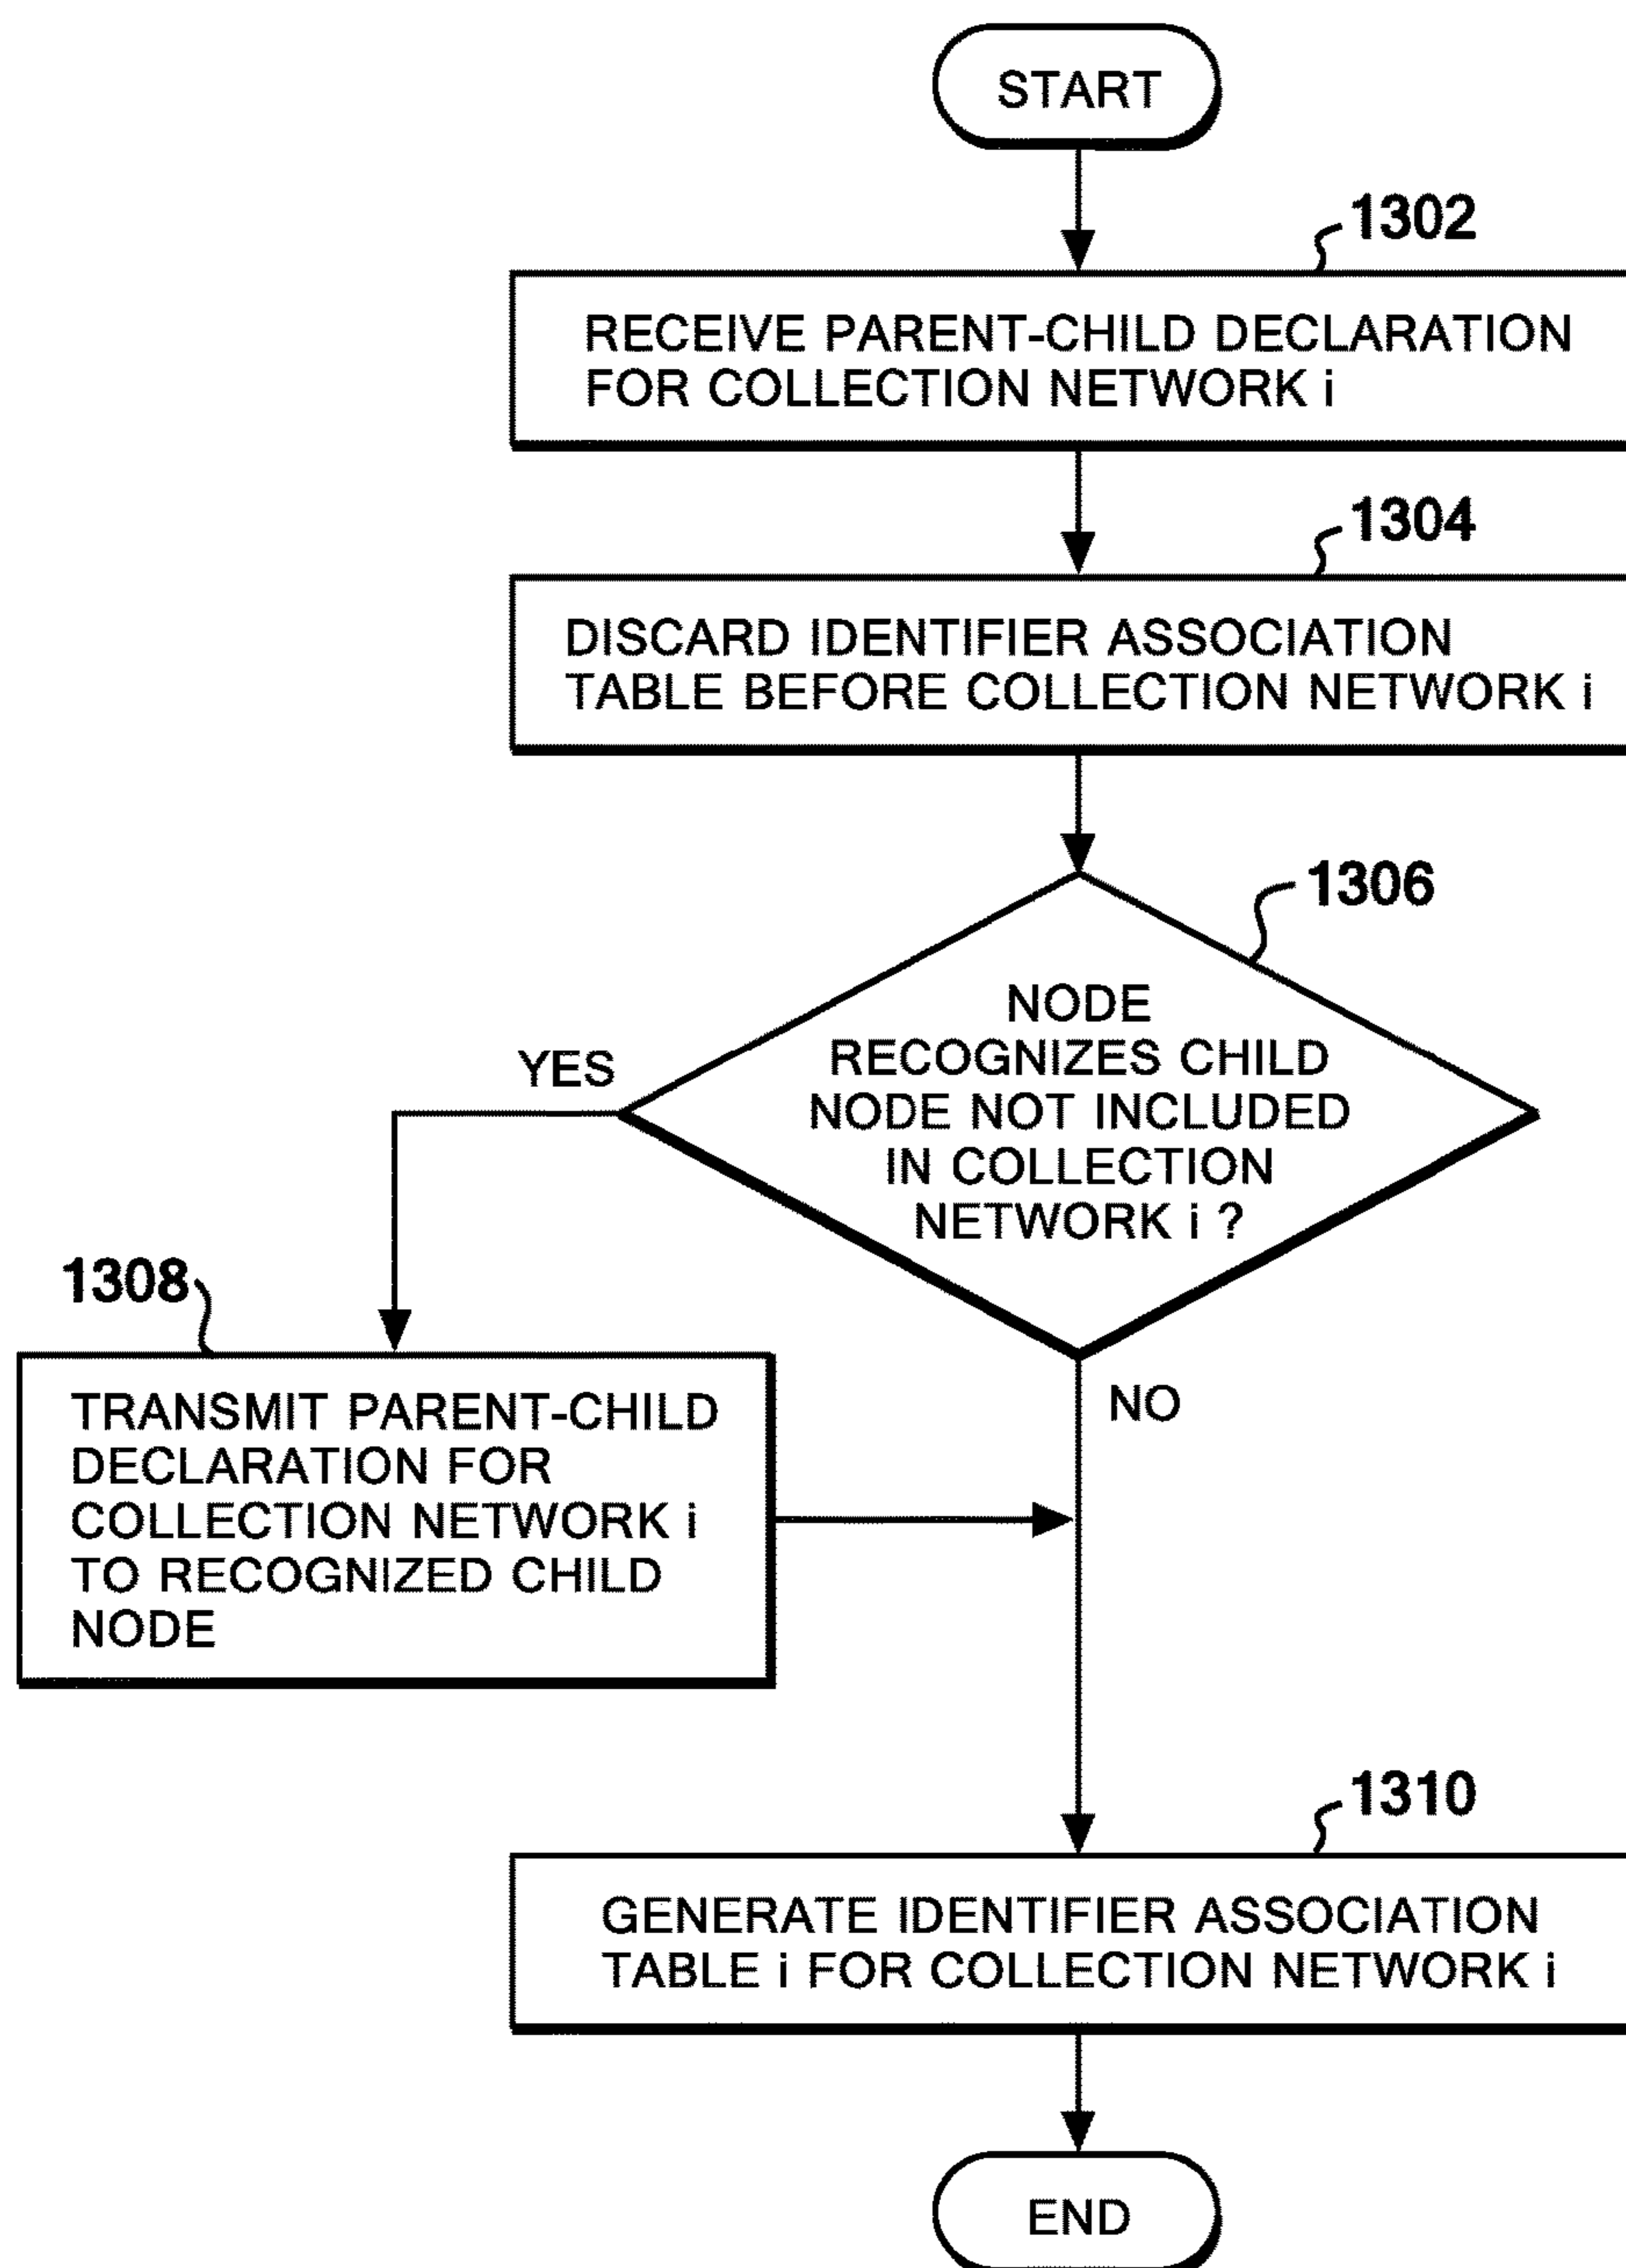 START
1302
RECEIVE PARENT-CHILD DECLARATION
FOR COLLECTION NETWORK i
1304
DISCARD IDENTIFIER ASSOCIATION
TABLE BEFORE COLLECTION NETWORK i
1306
NODE
RECOGNIZES CHILD
NODE NOT INCLUDED
IN COLLECTION
NETWORK i ?
YES
NO
1308
TRANSMIT PARENT-CHILD
DECLARATION FOR
COLLECTION NETWORK i
TO RECOGNIZED CHILD
NODE
1310
GENERATE IDENTIFIER ASSOCIATION
TABLE i FOR COLLECTION NETWORK i
END